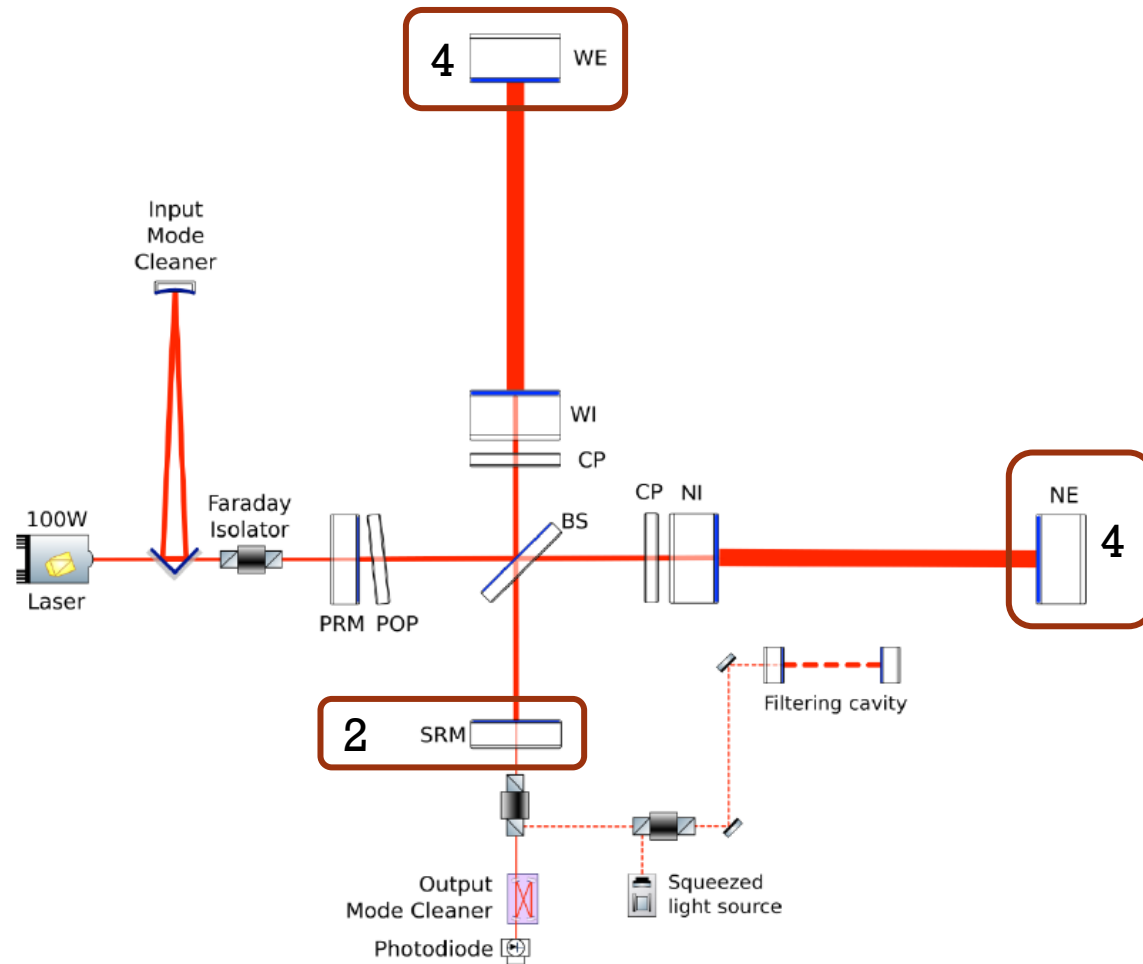 4
WE
Input
Mode
Cleaner
WI
CP
100W
Laser
Faraday
Isolator
PRM
POP
BS
CP
NI
NE
4
Filtering cavity
2
SRM
Output
Mode Cleaner
Squeezed
light source
Photodiode